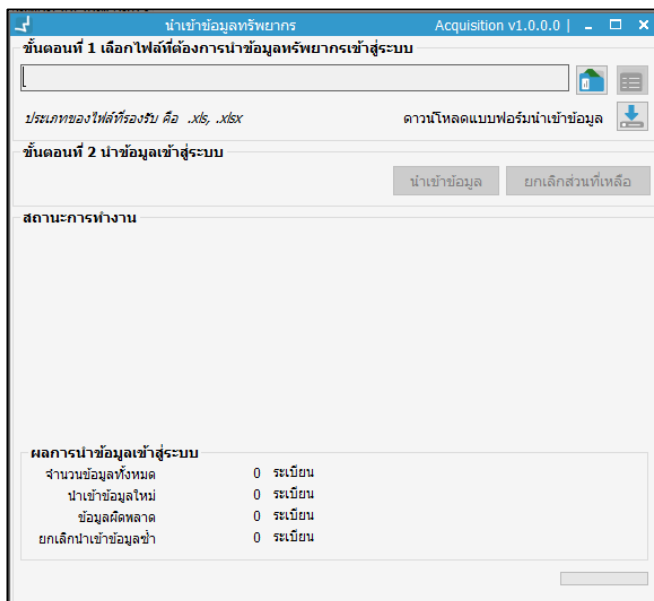 นำเข้าข้อมูลทรัพยากร Acquisition v1.0.0.0 |
ขั้นตอนที่ 1 เลือกไฟล์ที่ต้องการนำข้อมูลทรัพยากรเข้าสู่ระบบ
ประเภทของไฟล์ที่รองรับ คือ .xls, .xlsx ดาวน์โหลดแบบฟอร์มนำเข้าข้อมูล
ขั้นตอนที่ 2 นำข้อมูลเข้าสู่ระบบ
นำเข้าข้อมูล ยกเลิกส่วนที่เหลือ
สถานะการทำงาน
ผลการนำข้อมูลเข้าสู่ระบบ
จำนวนข้อมูลทั้งหมด 0 ระเบียน
นำเข้าข้อมูลใหม่ 0 ระเบียน
ข้อมูลผิดพลาด 0 ระเบียน
ยกเลิกนำเข้าข้อมูลซ้ำ 0 ระเบียน